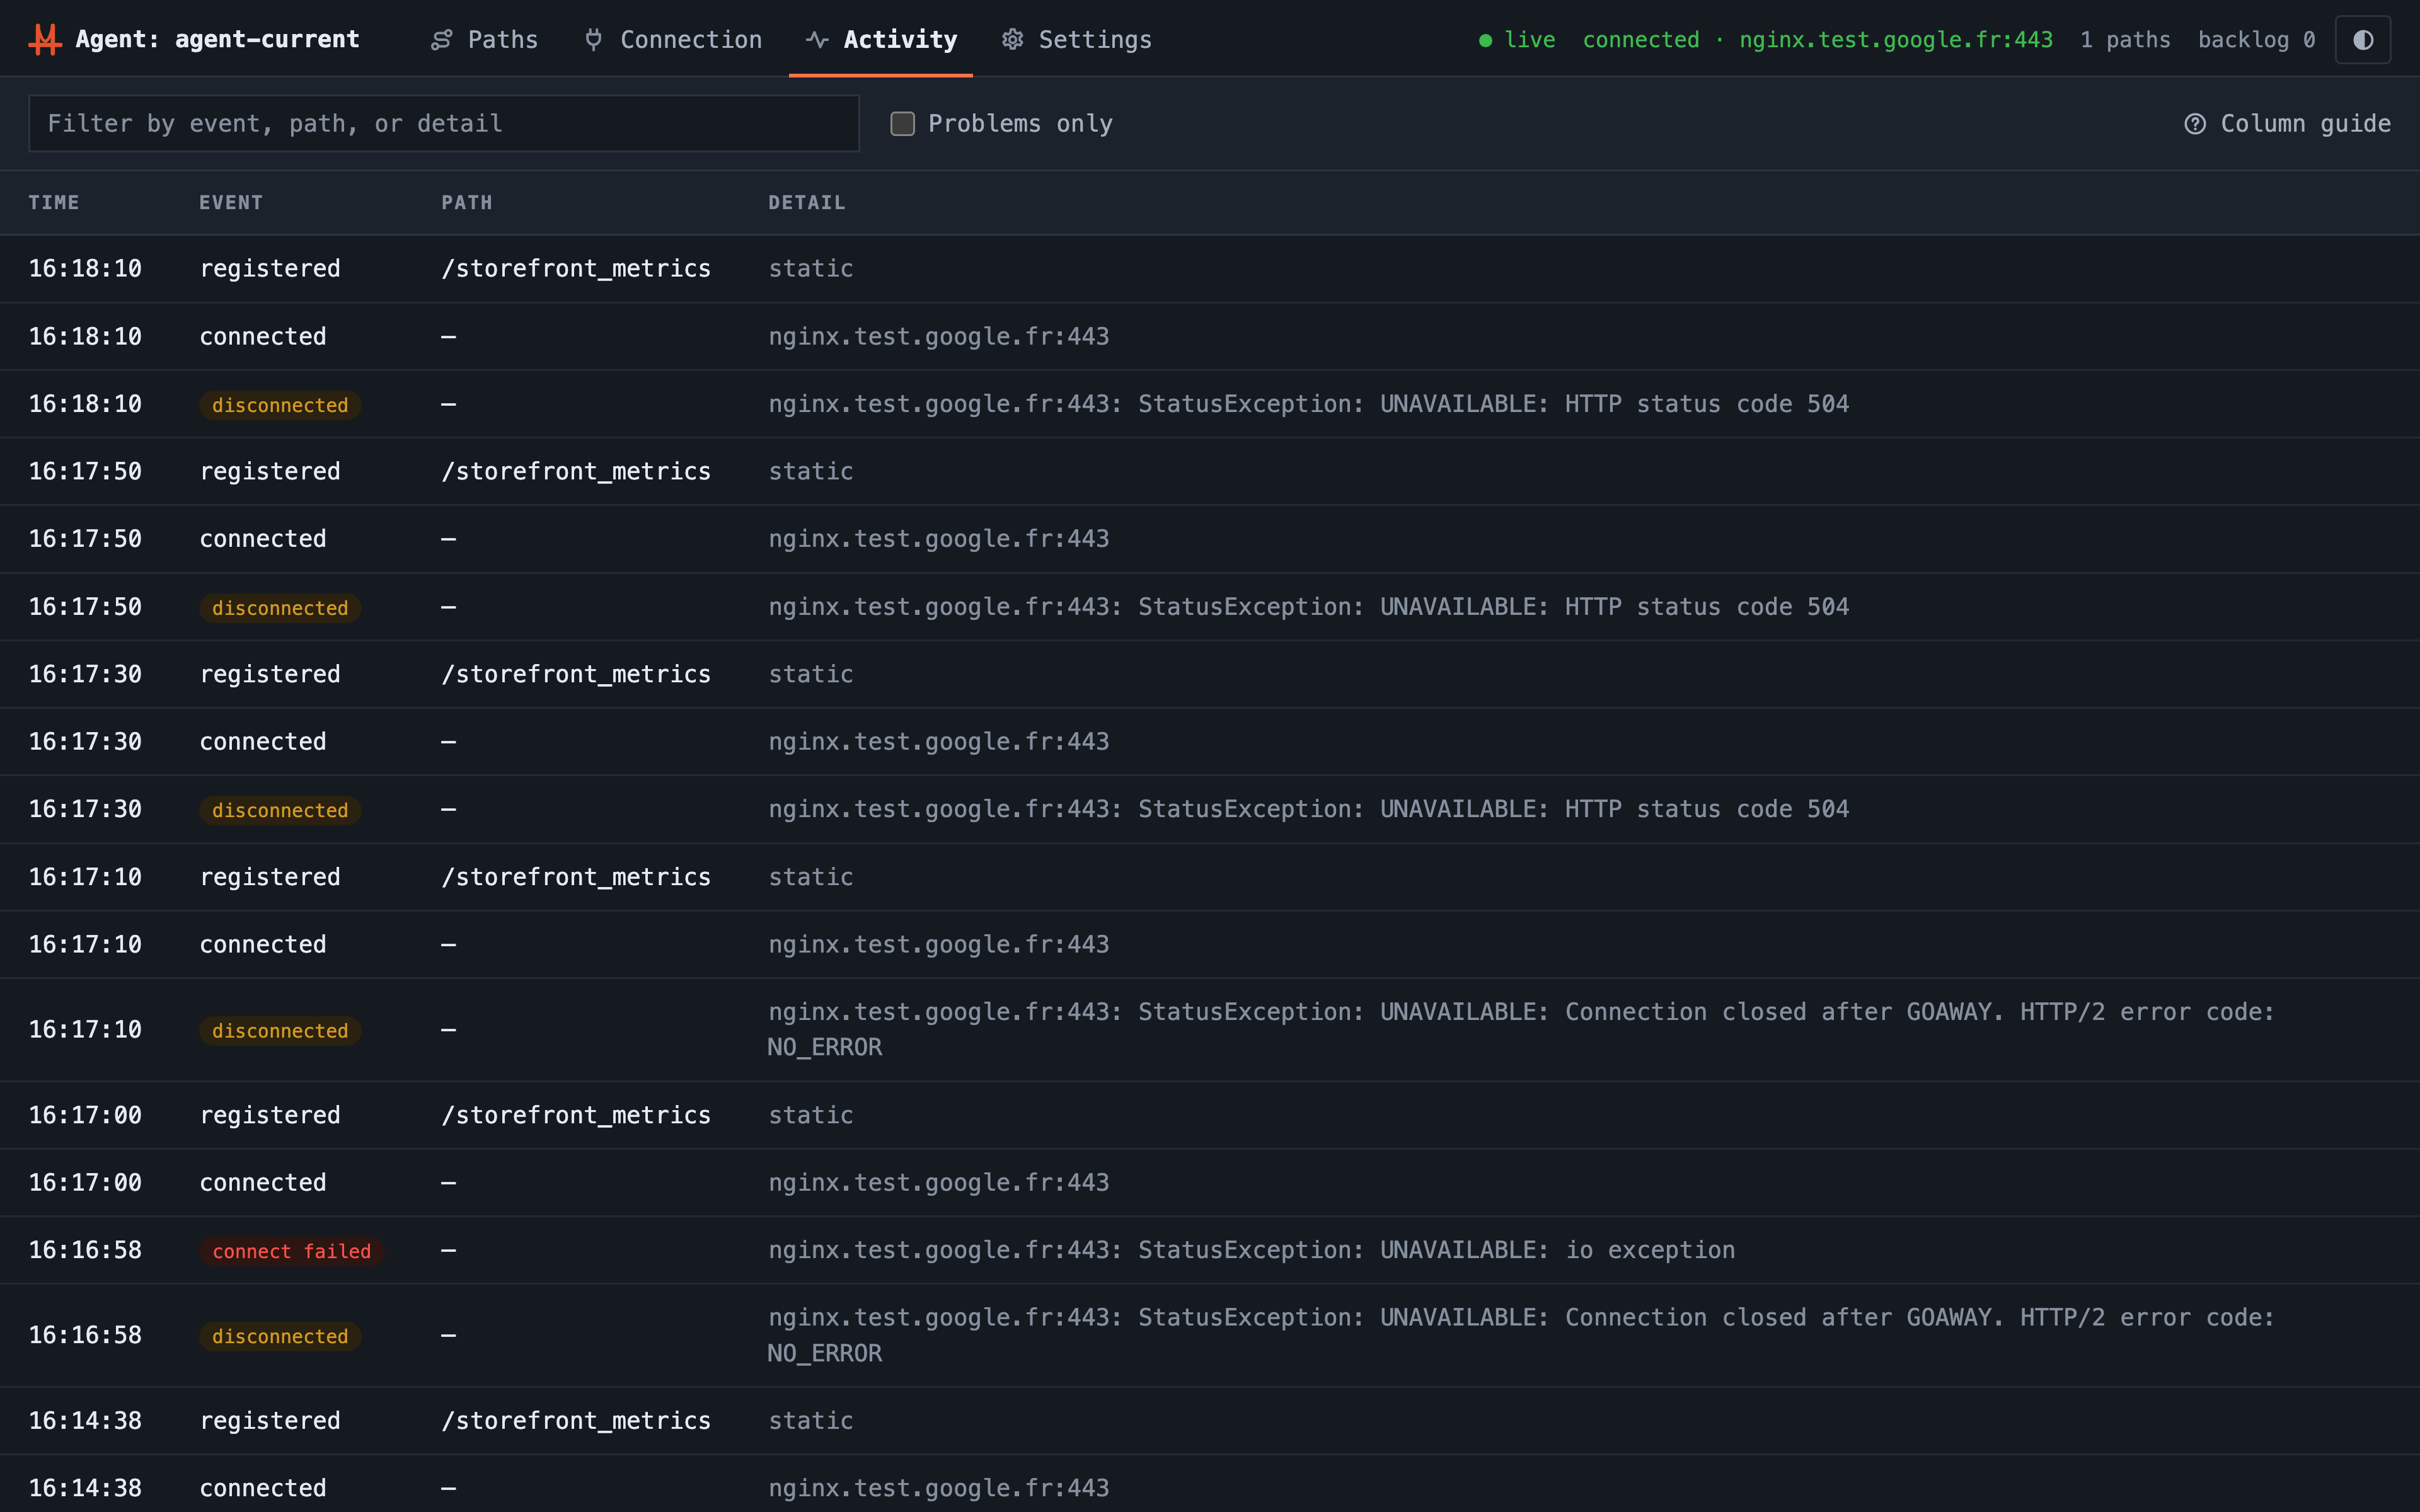 Agent: agent-current Paths Connection Activity Settings live connected · nginx.test.google.fr:443 1 paths backlog 0
Filter by event, path, or detail Problems only Column guide
TIME EVENT PATH DETAIL
16:18:10 registered /storefront_metrics static
16:18:10 connected — nginx.test.google.fr:443
16:18:10 disconnected — nginx.test.google.fr:443: StatusException: UNAVAILABLE: HTTP status code 504
16:17:50 registered /storefront_metrics static
16:17:50 connected — nginx.test.google.fr:443
16:17:50 disconnected — nginx.test.google.fr:443: StatusException: UNAVAILABLE: HTTP status code 504
16:17:30 registered /storefront_metrics static
16:17:30 connected — nginx.test.google.fr:443
16:17:30 disconnected — nginx.test.google.fr:443: StatusException: UNAVAILABLE: HTTP status code 504
16:17:10 registered /storefront_metrics static
16:17:10 connected — nginx.test.google.fr:443
16:17:10 disconnected — nginx.test.google.fr:443: StatusException: UNAVAILABLE: Connection closed after GOAWAY. HTTP/2 error code:
NO_ERROR
16:17:00 registered /storefront_metrics static
16:17:00 connected — nginx.test.google.fr:443
16:16:58 connect failed — nginx.test.google.fr:443: StatusException: UNAVAILABLE: io exception
16:16:58 disconnected — nginx.test.google.fr:443: StatusException: UNAVAILABLE: Connection closed after GOAWAY. HTTP/2 error code:
NO_ERROR
16:14:38 registered /storefront_metrics static
16:14:38 connected — nginx.test.google.fr:443